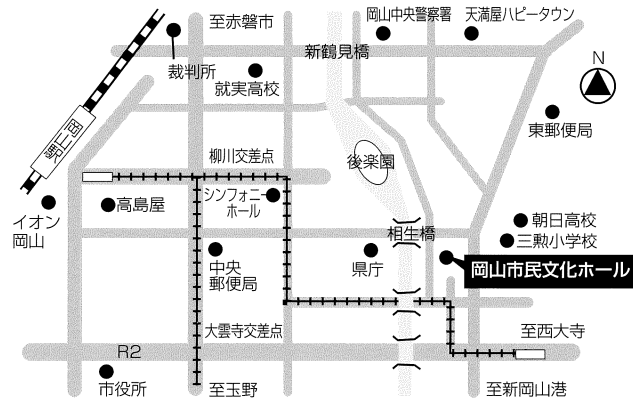 至赤磐市
岡山中央警察署
天満屋ハピータウン
新鶴見橋
裁判所
就実高校
N
東郵便局
岡山駅
柳川交差点
後楽園
イオン
岡山
高島屋
シンフォニー
ホール
朝日高校
三勲小学校
相生橋
中央
郵便局
県庁
岡山市民文化ホール
大雲寺交差点
至西大寺
R2
市役所
至玉野
至新岡山港